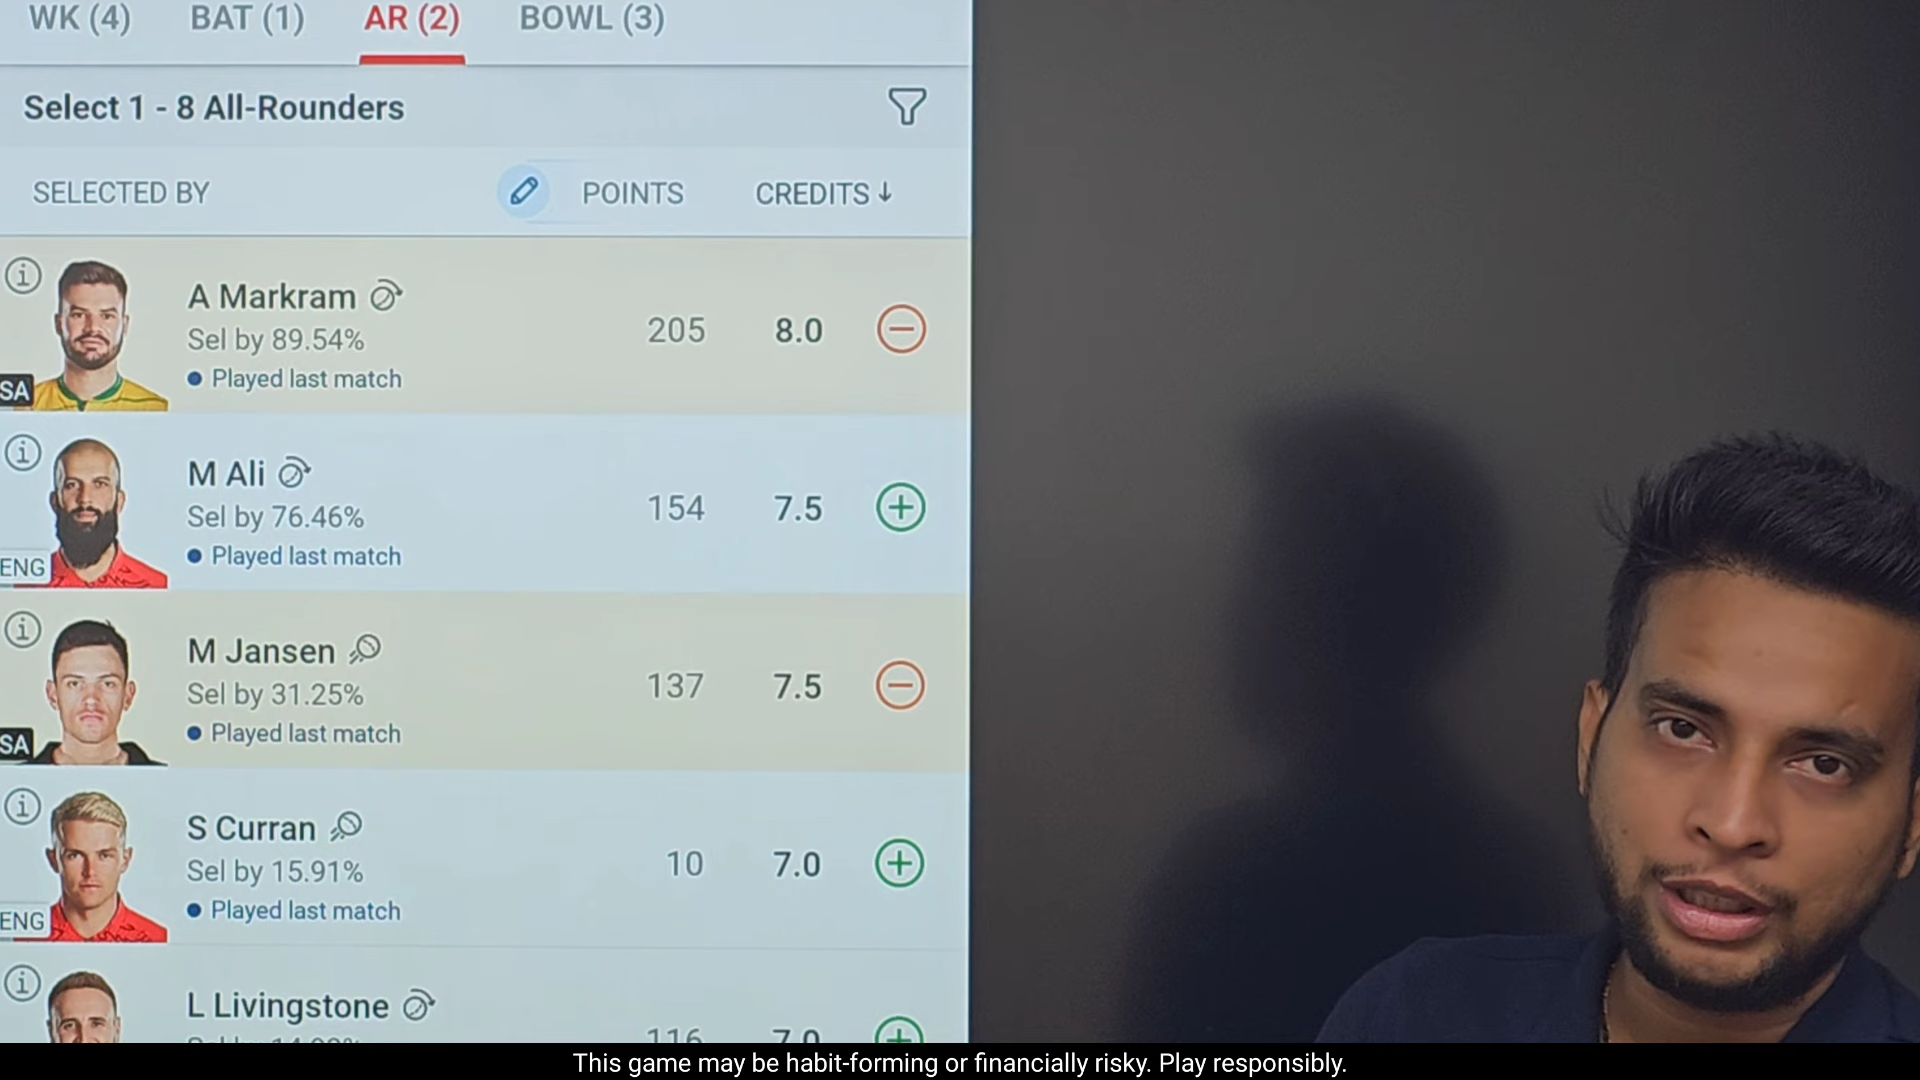 WK (4) BAT (1) AR (2) BOWL (3)
Select 1 - 8 All-Rounders
SELECTED BY POINTS CREDITS↓
A Markram
Sel by 89.54%
Played last match
205 8.0
SA
M Ali
Sel by 76.46%
Played last match
154 7.5
ENG
M Jansen
Sel by 31.25%
Played last match
137 7.5
SA
S Curran
Sel by 15.91%
Played last match
10 7.0
ENG
L Livingstone
116 7.0
This game may be habit-forming or financially risky. Play responsibly.